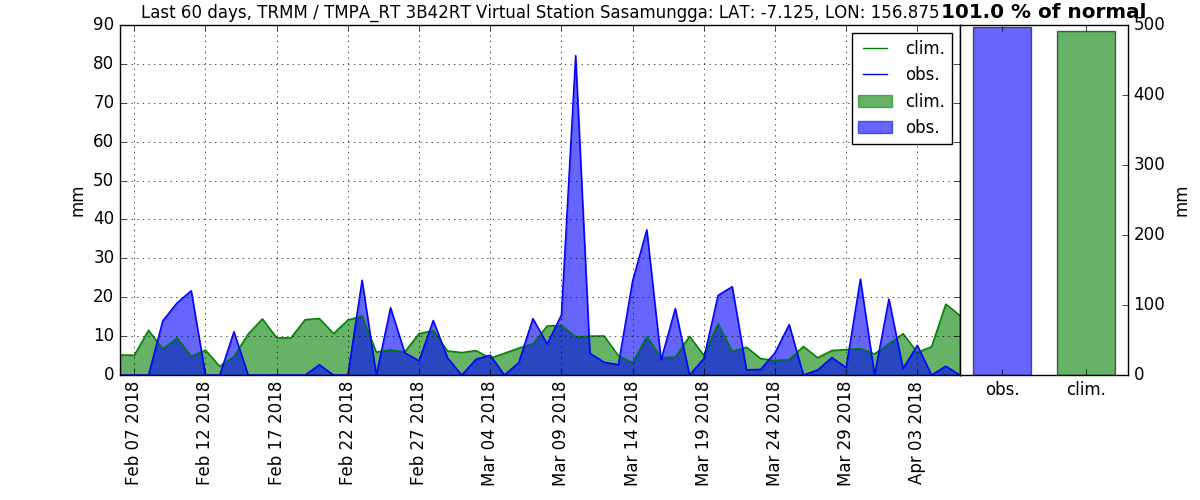 Last 60 days, TRMM / TMPA_RT 3B42RT Virtual Station Sasamungga: LAT: -7.125, LON: 156.875
101.0 % of normal
90
80
70
60
50
40
30
20
10
0
mm
clim.
obs.
clim.
obs.
Feb 07 2018
Feb 12 2018
Feb 17 2018
Feb 22 2018
Feb 27 2018
Mar 04 2018
Mar 09 2018
Mar 14 2018
Mar 19 2018
Mar 24 2018
Mar 29 2018
Apr 03 2018
500
400
300
200
100
0
mm
obs.
clim.